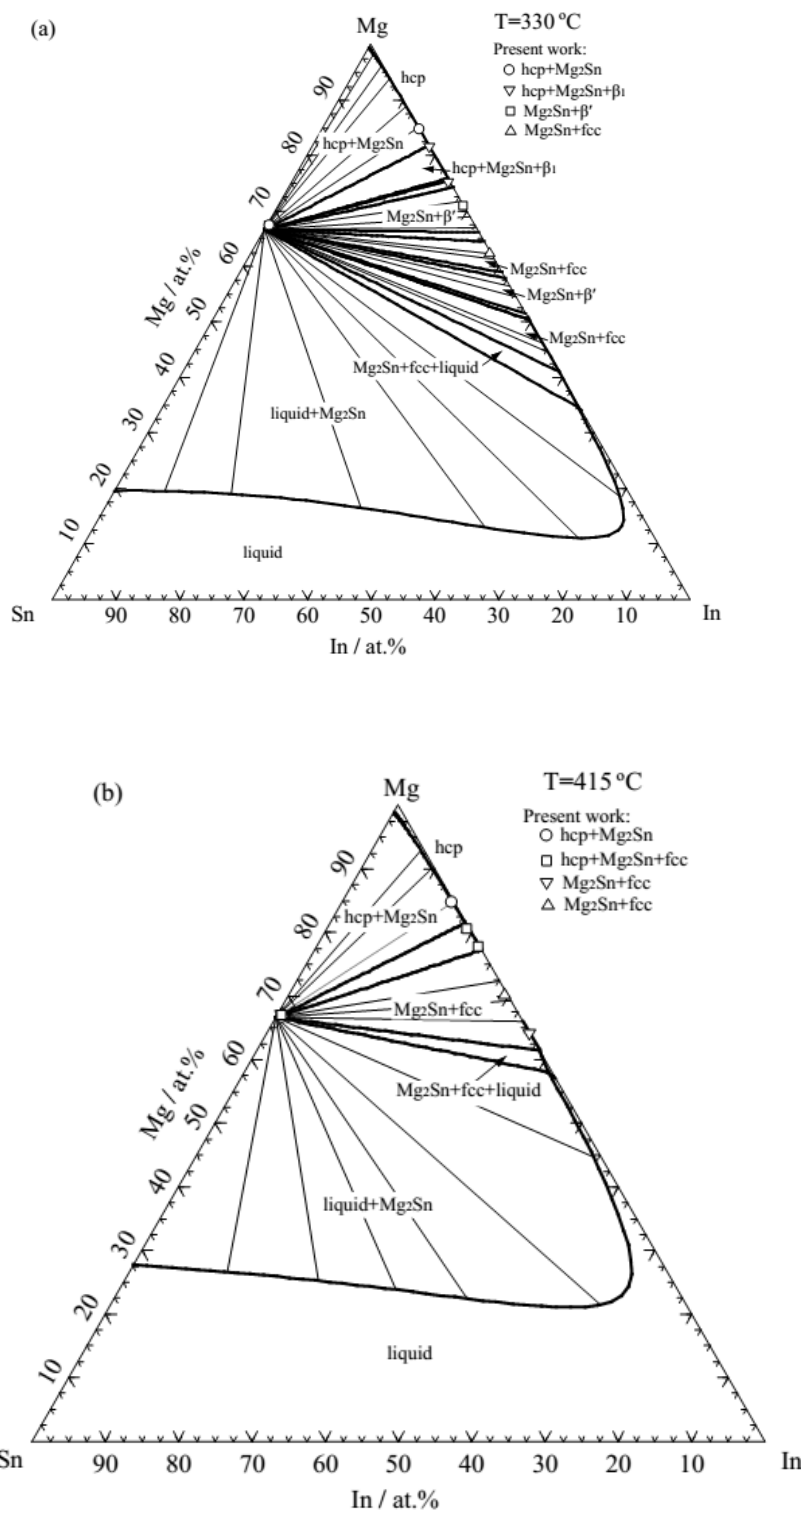 (a)
T=330 ºC
Mg
Present work:
hcp+Mg₂Sn
hcp+Mg₂Sn+β₁
Mg₂Sn+β′
Mg₂Sn+fcc
hcp
90
80
hcp+Mg₂Sn
hcp+Mg₂Sn+β₁
70
Mg₂Sn+β′
60
Mg₂Sn+fcc
Mg / at.%
Mg₂Sn+β′
50
Mg₂Sn+fcc
40
Mg₂Sn+fcc+liquid
30
liquid+Mg₂Sn
20
10
liquid
Sn
90 80 70 60 50 40 30 20 10
In
In / at.%
(b)
T=415 ºC
Mg
Present work:
hcp+Mg₂Sn
hcp+Mg₂Sn+fcc
Mg₂Sn+fcc
Mg₂Sn+fcc
hcp
90
80
hcp+Mg₂Sn
70
Mg₂Sn+fcc
60
Mg / at.%
Mg₂Sn+fcc+liquid
50
40
liquid+Mg₂Sn
30
20
liquid
10
Sn
90 80 70 60 50 40 30 20 10
In
In / at.%